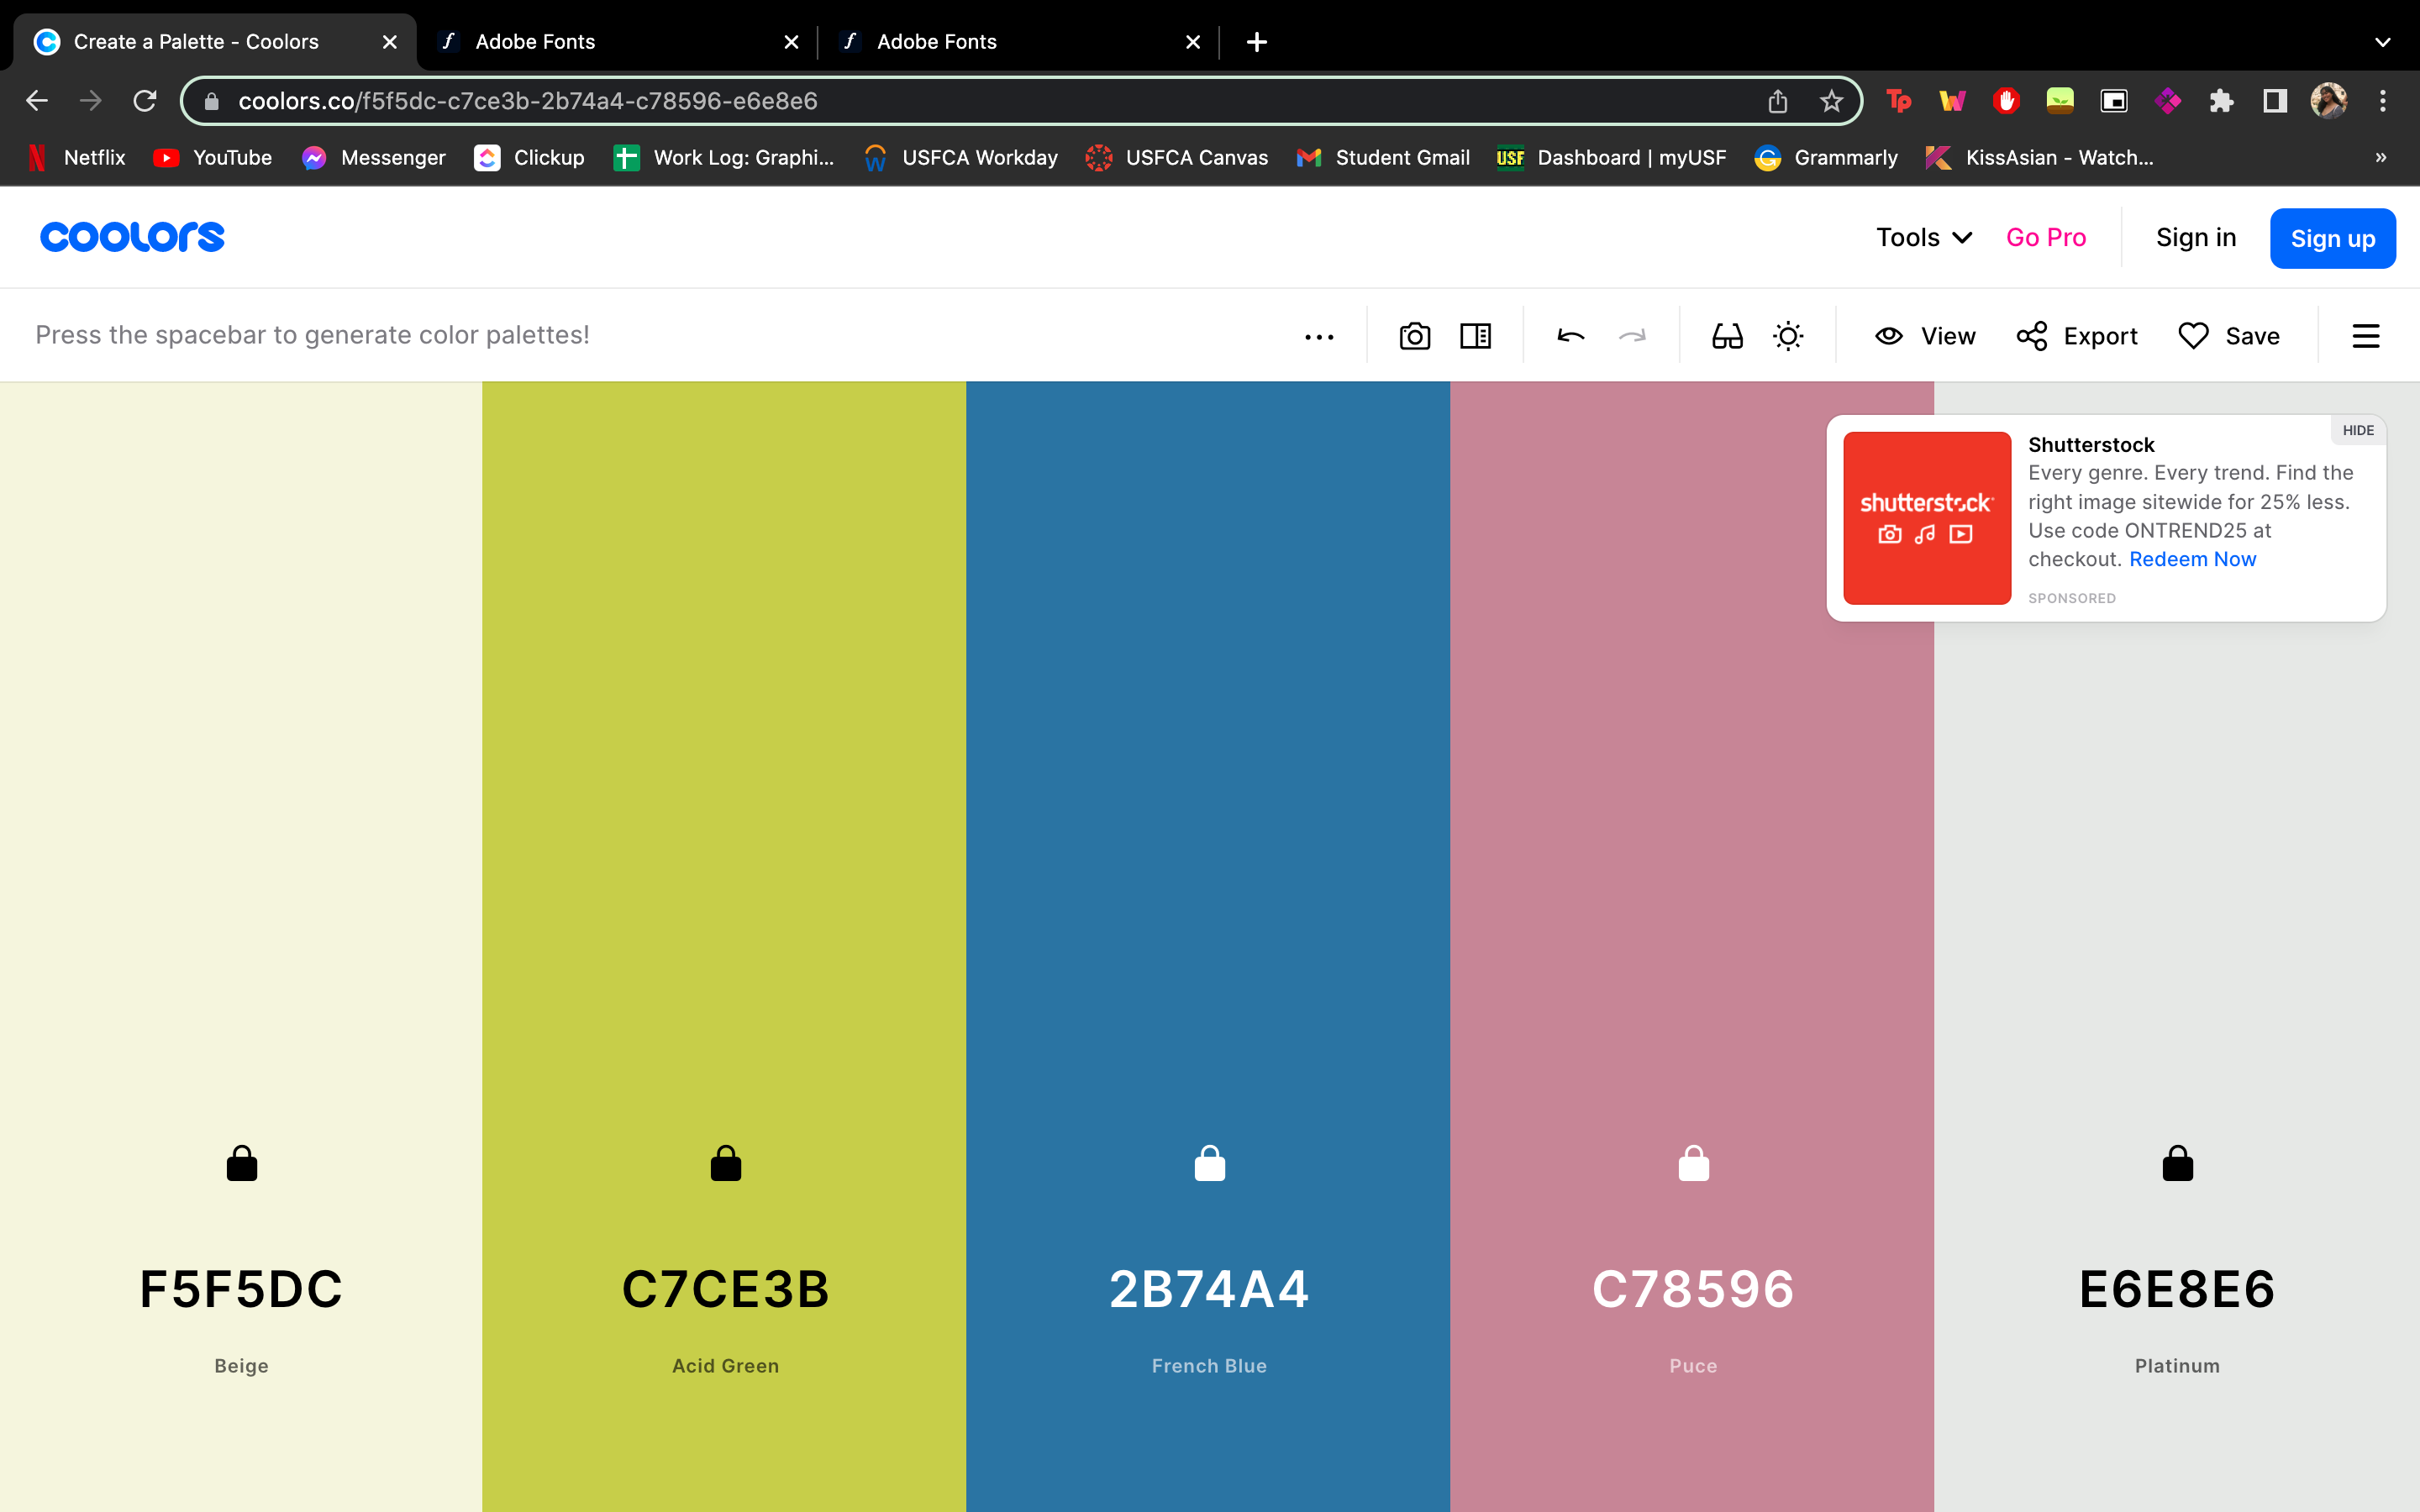 Create a Palette - Coolors
Adobe Fonts
Adobe Fonts
coolors.co/f5f5dc-c7ce3b-2b74a4-c78596-e6e8e6
Tp
Netflix
YouTube
Messenger
Clickup
Work Log: Graphi...
USFCA Workday
USFCA Canvas
Student Gmail
USF
Dashboard | myUSF
Grammarly
KissAsian - Watch...
»
coolors
Tools
Go Pro
Sign in
Sign up
Press the spacebar to generate color palettes!
View
Export
Save
HIDE
shutterstock
Shutterstock
Every genre. Every trend. Find the
right image sitewide for 25% less.
Use code ONTREND25 at
checkout. Redeem Now
SPONSORED
F5F5DC
Beige
C7CE3B
Acid Green
2B74A4
French Blue
C78596
Puce
E6E8E6
Platinum